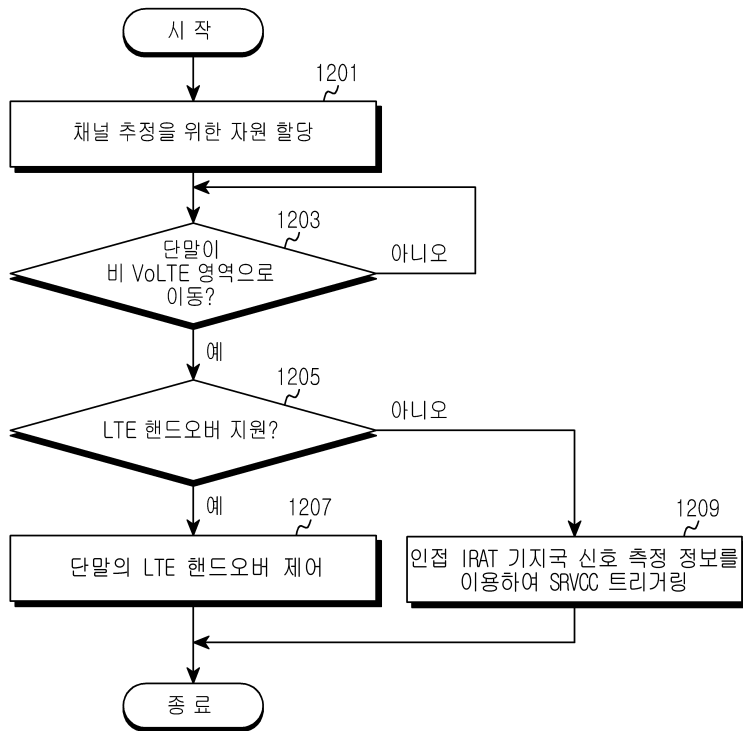 시 작
1201
채널 추정을 위한 자원 할당
1203
단말이
비 VoLTE 영역으로
이동?
아니오
예
1205
LTE 핸드오버 지원?
아니오
예
1207
단말의 LTE 핸드오버 제어
1209
인접 IRAT 기지국 신호 측정 정보를
이용하여 SRVCC 트리거링
종 료